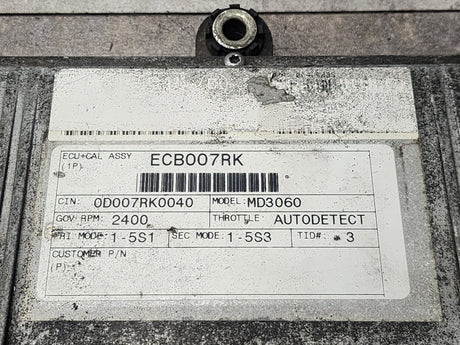 ECU+CAL ASSY ECB007RK
(1P)
CIN: 0D007RK0040 MODEL: MD3060
GOV RPM: 2400 THROTTLE: AUTODETECT
PRI MODE: 1-5S1 SEC MODE: 1-5S3 TID#: 3
CUSTOMER P/N
(P)